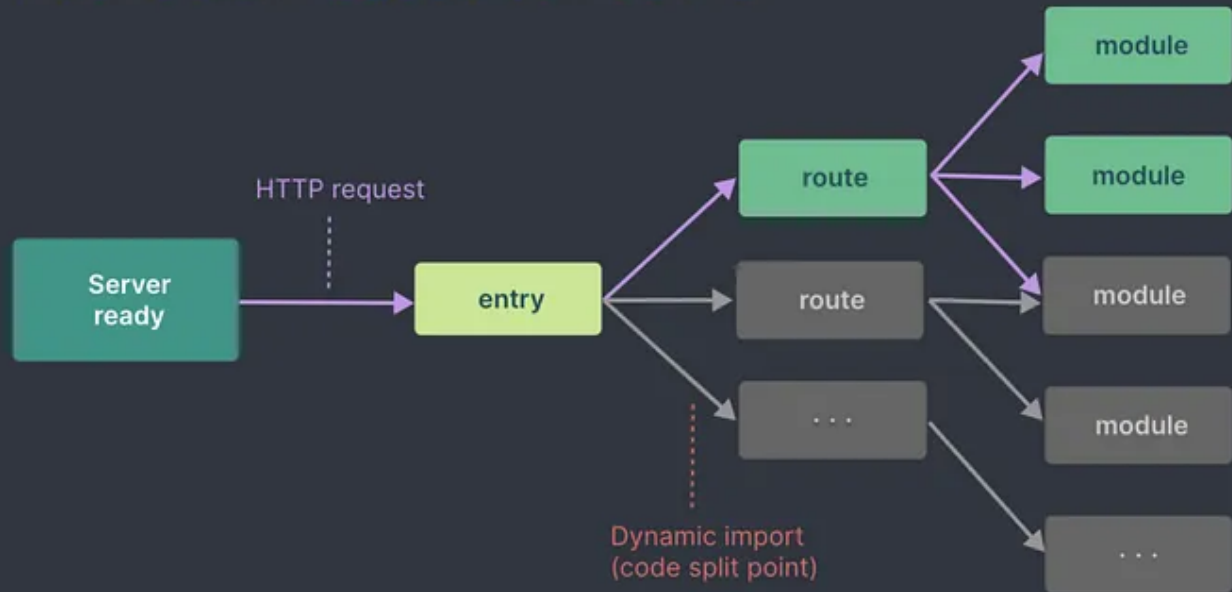 module
HTTP request
route
module
Server
ready
entry
route
module
. . .
module
Dynamic import
(code split point)
. . .